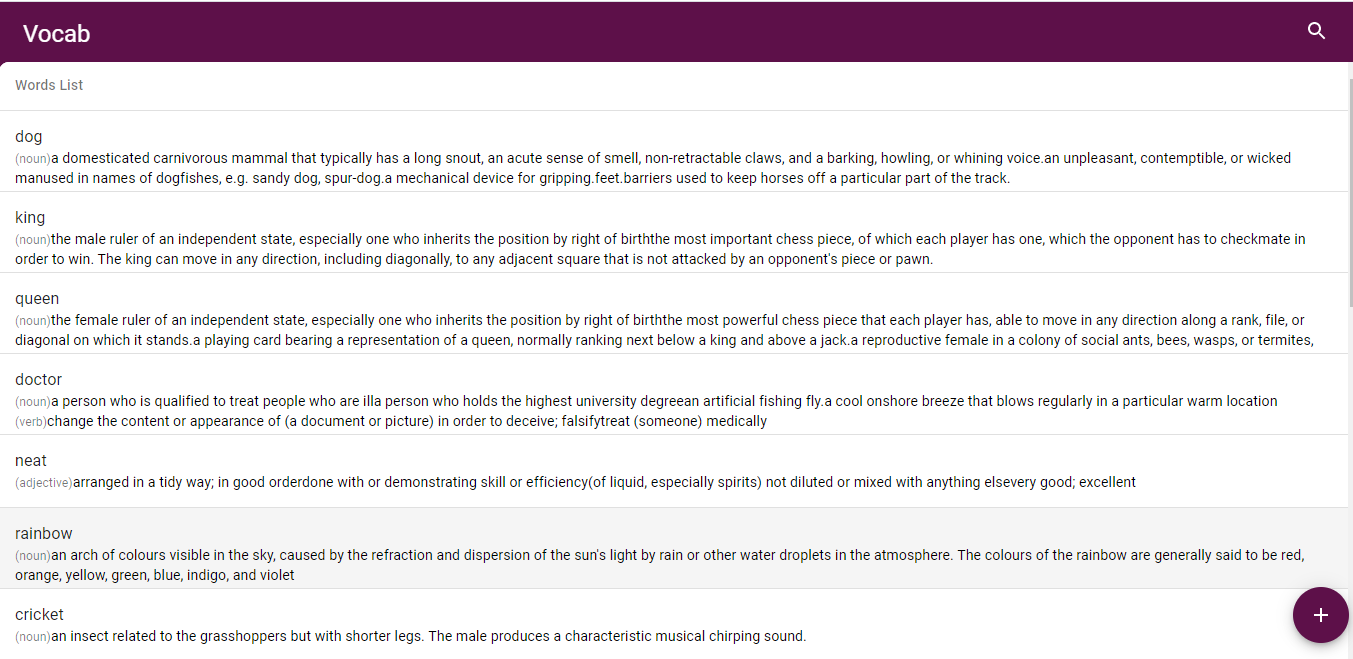 Vocab
Words List
dog
(noun)a domesticated carnivorous mammal that typically has a long snout, an acute sense of smell, non-retractable claws, and a barking, howling, or whining voice.an unpleasant, contemptible, or wicked
manused in names of dogfishes, e.g. sandy dog, spur-dog.a mechanical device for gripping.feet.barriers used to keep horses off a particular part of the track.
king
(noun)the male ruler of an independent state, especially one who inherits the position by right of birththe most important chess piece, of which each player has one, which the opponent has to checkmate in
order to win. The king can move in any direction, including diagonally, to any adjacent square that is not attacked by an opponent's piece or pawn.
queen
(noun)the female ruler of an independent state, especially one who inherits the position by right of birththe most powerful chess piece that each player has, able to move in any direction along a rank, file, or
diagonal on which it stands.a playing card bearing a representation of a queen, normally ranking next below a king and above a jack.a reproductive female in a colony of social ants, bees, wasps, or termites,
doctor
(noun)a person who is qualified to treat people who are illa person who holds the highest university degreean artificial fishing fly.a cool onshore breeze that blows regularly in a particular warm location
(verb)change the content or appearance of (a document or picture) in order to deceive; falsifytreat (someone) medically
neat
(adjective)arranged in a tidy way; in good orderdone with or demonstrating skill or efficiency(of liquid, especially spirits) not diluted or mixed with anything elsevery good; excellent
rainbow
(noun)an arch of colours visible in the sky, caused by the refraction and dispersion of the sun's light by rain or other water droplets in the atmosphere. The colours of the rainbow are generally said to be red,
orange, yellow, green, blue, indigo, and violet
cricket
(noun)an insect related to the grasshoppers but with shorter legs. The male produces a characteristic musical chirping sound.